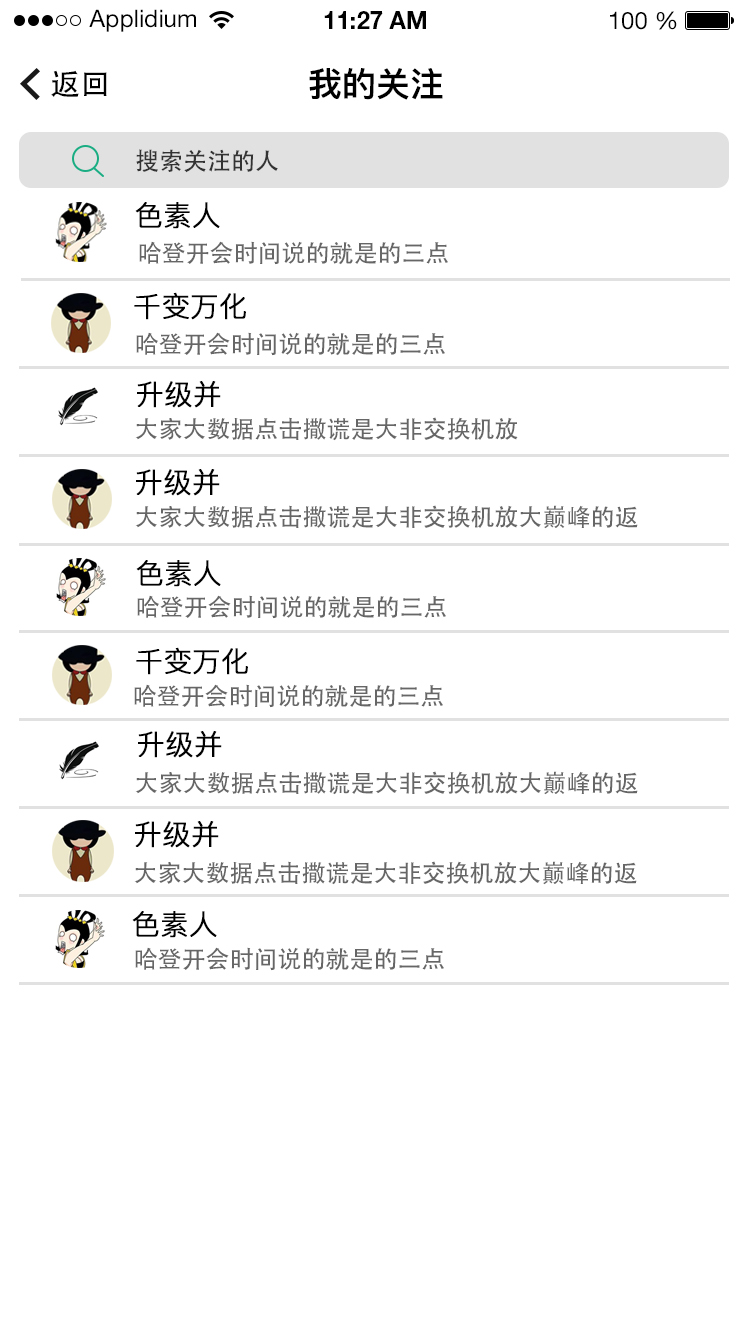 Applidium 11:27 AM 100 %
返回 我的关注
搜索关注的人
色素人
哈登开会时间说的就是的三点
千变万化
哈登开会时间说的就是的三点
升级并
大家大数据点击撒谎是大非交换机放
升级并
大家大数据点击撒谎是大非交换机放大巅峰的返
色素人
哈登开会时间说的就是的三点
千变万化
哈登开会时间说的就是的三点
升级并
大家大数据点击撒谎是大非交换机放大巅峰的返
升级并
大家大数据点击撒谎是大非交换机放大巅峰的返
色素人
哈登开会时间说的就是的三点